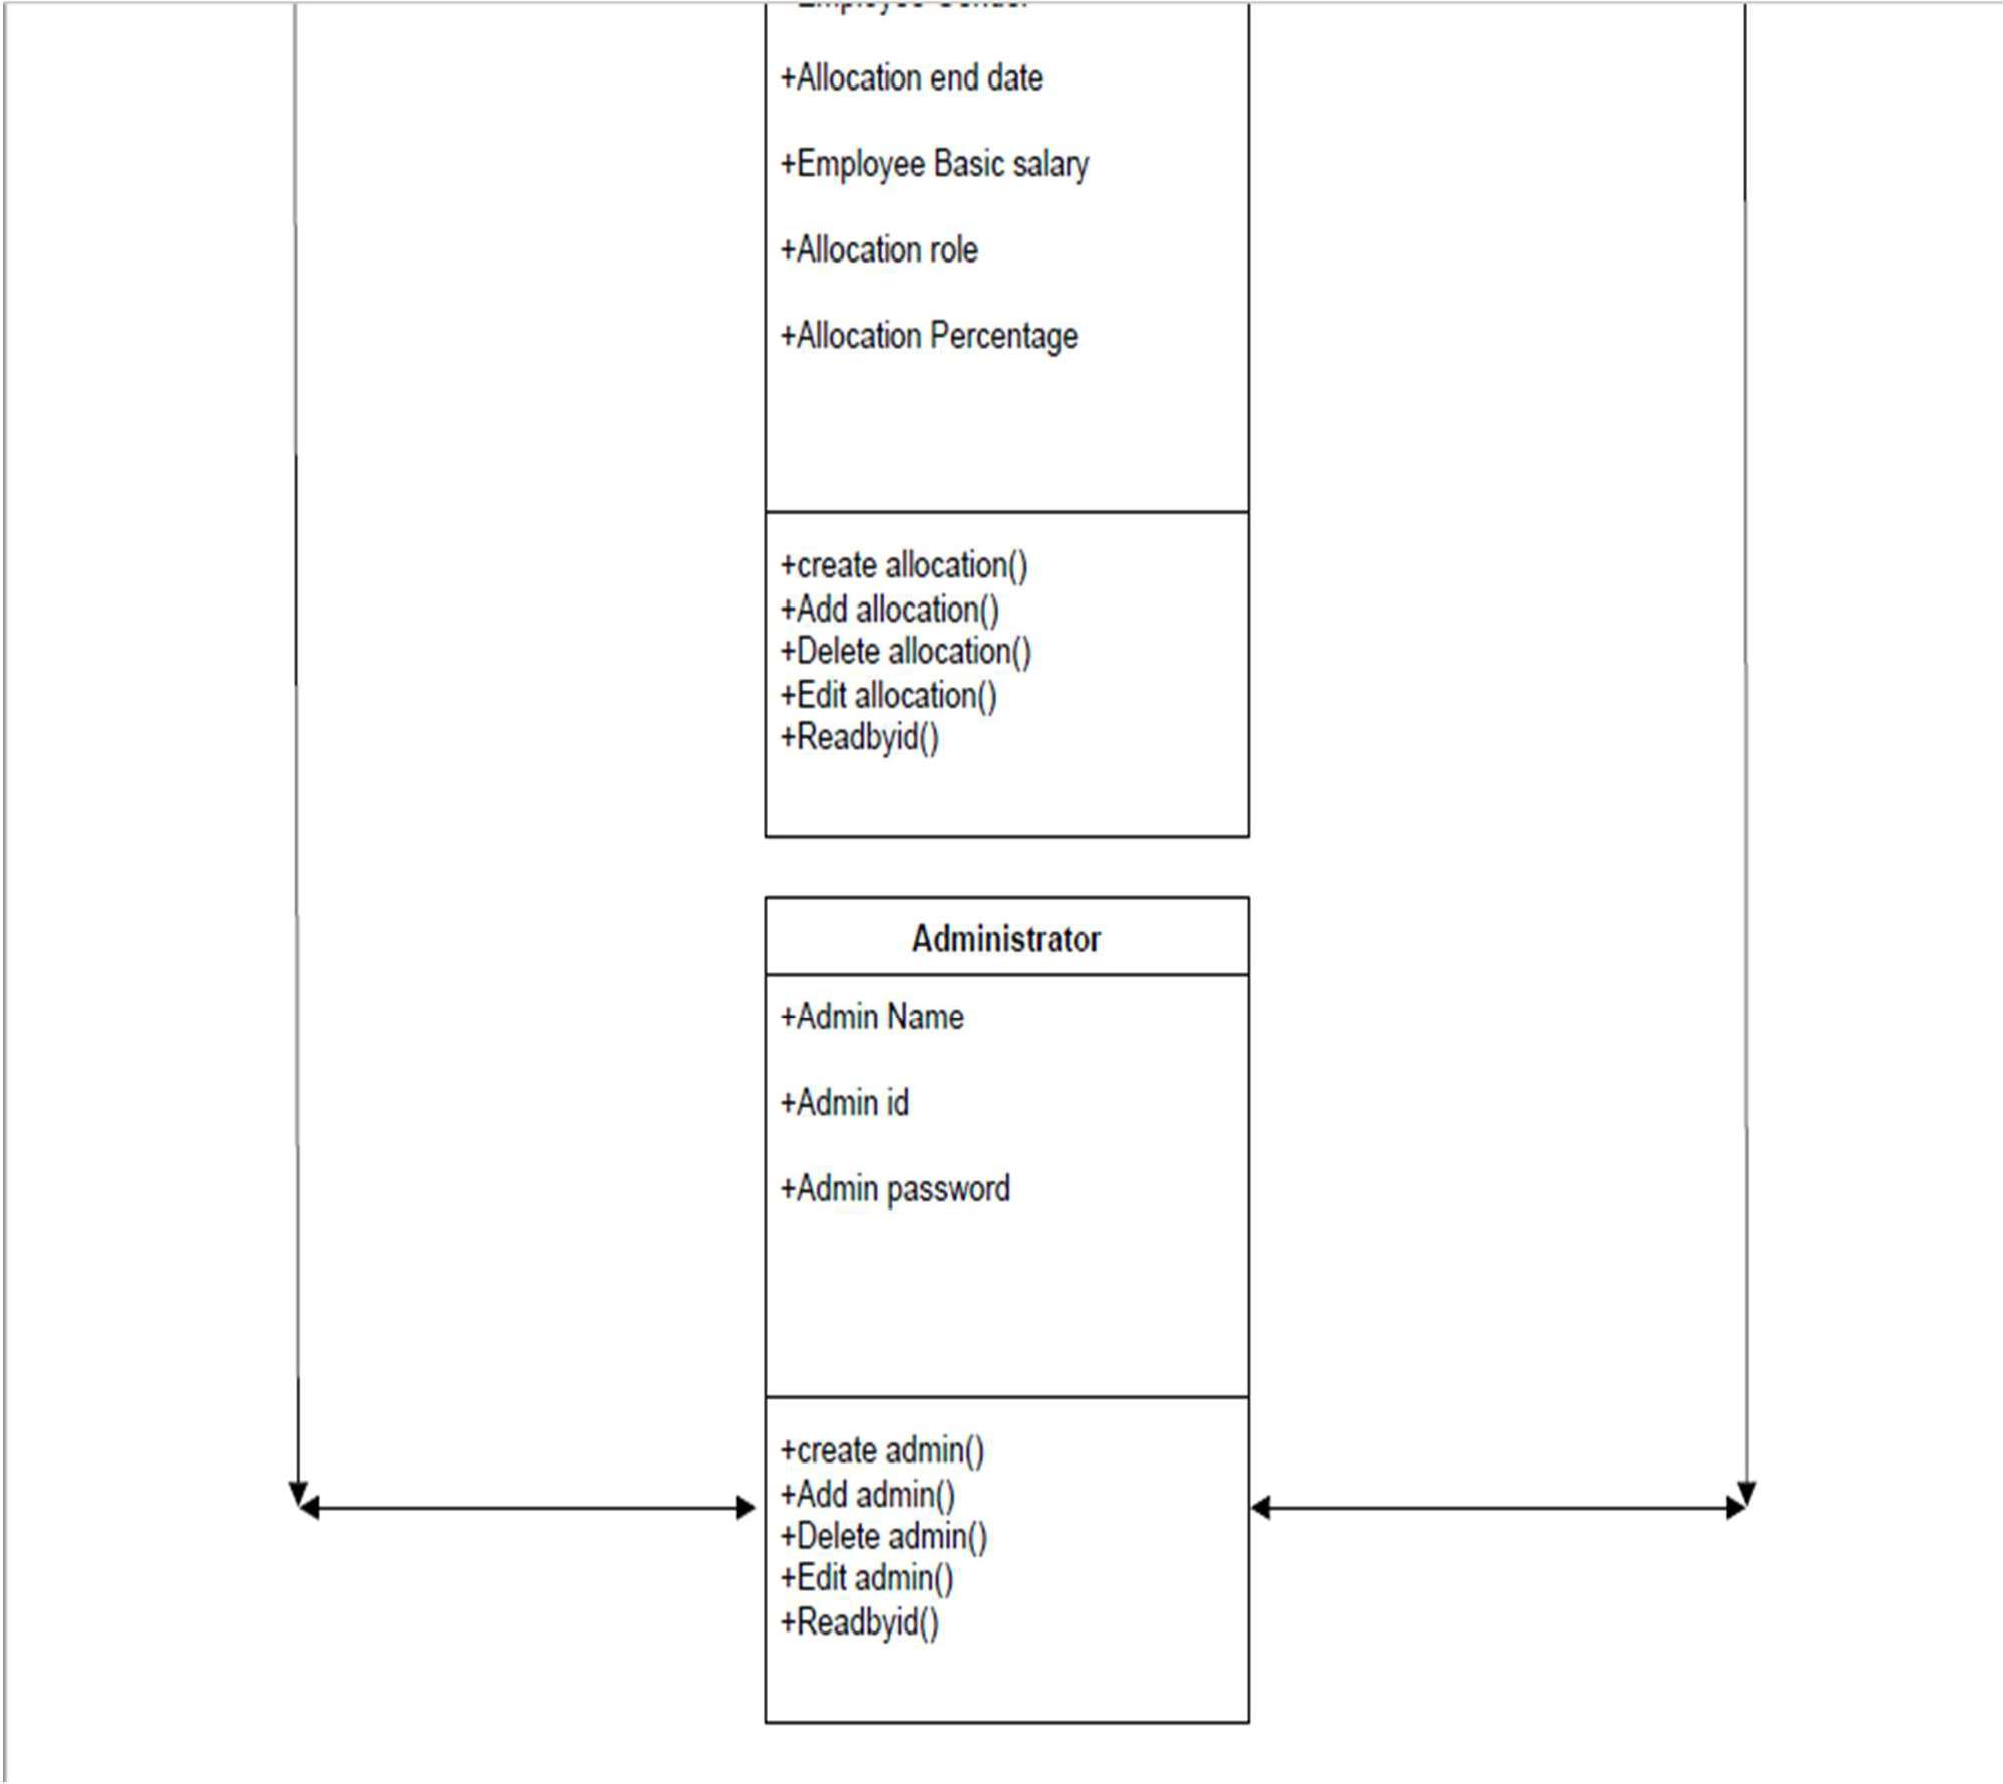 +Allocation end date
+Employee Basic salary
+Allocation role
+Allocation Percentage
+create allocation()
+Add allocation()
+Delete allocation()
+Edit allocation()
+Readbyid()
Administrator
+Admin Name
+Admin id
+Admin password
+create admin()
+Add admin()
+Delete admin()
+Edit admin()
+Readbyid()